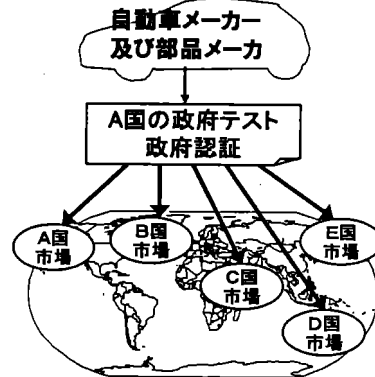 自動車メーカー
及び部品メーカ
A国の政府テスト
政府認証
A国
市場
B国
市場
C国
市場
D国
市場
E国
市場